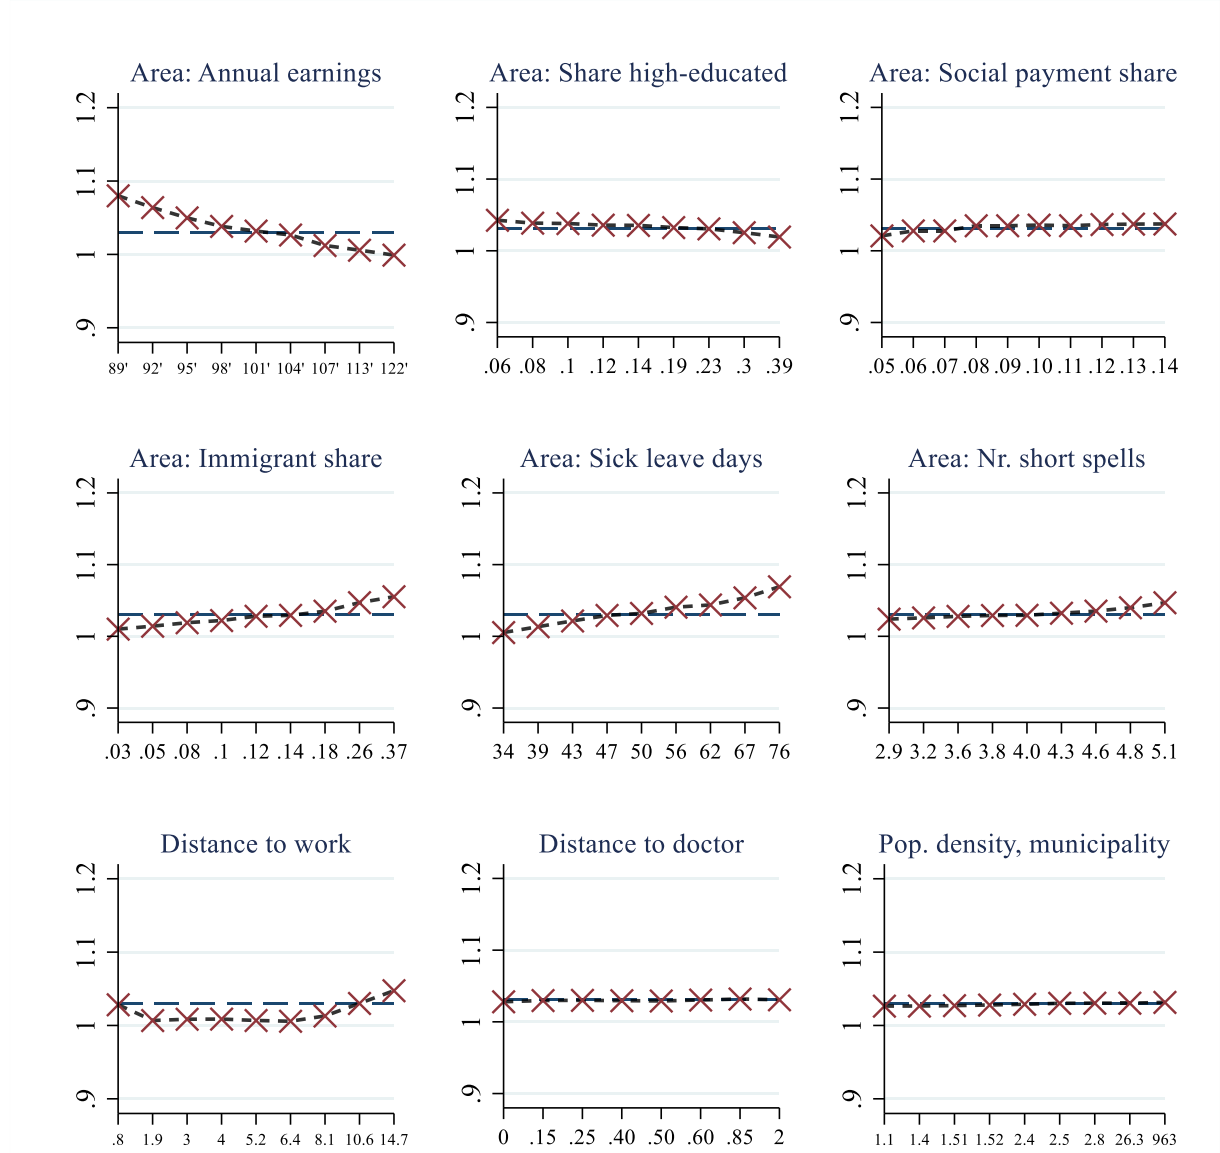 Area: Annual earnings
1.2
1.1
1
.9
89' 92' 95' 98' 101' 104' 107' 113' 122'
Area: Share high-educated
1.2
1.1
1
.9
.06 .08 .1 .12 .14 .19 .23 .3 .39
Area: Social payment share
1.2
1.1
1
.9
.05 .06 .07 .08 .09 .10 .11 .12 .13 .14
Area: Immigrant share
1.2
1.1
1
.9
.03 .05 .08 .1 .12 .14 .18 .26 .37
Area: Sick leave days
1.2
1.1
1
.9
34 39 43 47 50 56 62 67 76
Area: Nr. short spells
1.2
1.1
1
.9
2.9 3.2 3.6 3.8 4.0 4.3 4.6 4.8 5.1
Distance to work
1.2
1.1
1
.9
.8 1.9 3 4 5.2 6.4 8.1 10.6 14.7
Distance to doctor
1.2
1.1
1
.9
0 .15 .25 .40 .50 .60 .85 2
Pop. density, municipality
1.2
1.1
1
.9
1.1 1.4 1.51 1.52 2.4 2.5 2.8 26.3 963